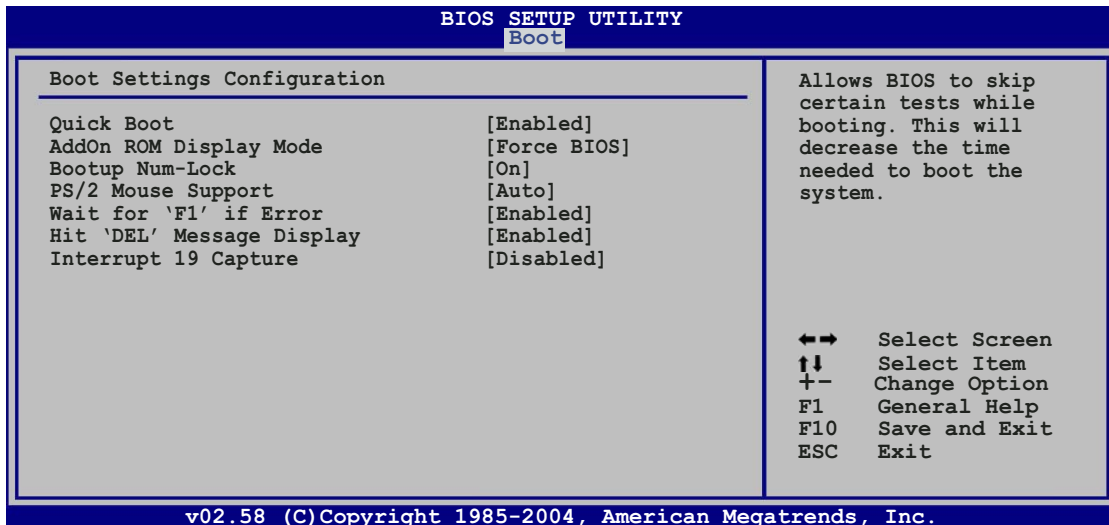 BIOS SETUP UTILITY
Boot
Boot Settings Configuration
Quick Boot [Enabled]
AddOn ROM Display Mode [Force BIOS]
Bootup Num-Lock [On]
PS/2 Mouse Support [Auto]
Wait for ‘F1’ if Error [Enabled]
Hit ‘DEL’ Message Display [Enabled]
Interrupt 19 Capture [Disabled]
Allows BIOS to skip
certain tests while
booting. This will
decrease the time
needed to boot the
system.
←→ Select Screen
↑↓ Select Item
+- Change Option
F1 General Help
F10 Save and Exit
ESC Exit
v02.58 (C)Copyright 1985-2004, American Megatrends, Inc.